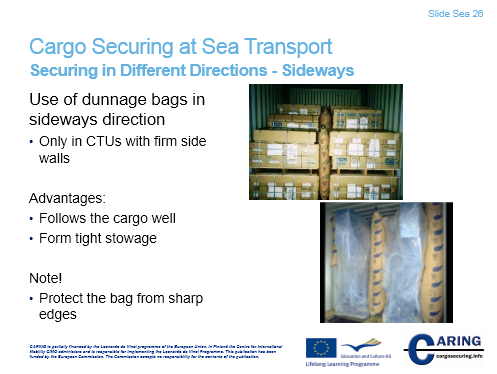 Slide Sea 26
Cargo Securing at Sea Transport
Securing in Different Directions - Sideways
Use of dunnage bags in
sideways direction
• Only in CTUs with firm side
walls
Advantages:
• Follows the cargo well
• Form tight stowage
Note!
• Protect the bag from sharp
edges
CARING is partially financed by the Leonardo da Vinci programme of the European Union. In Finland the Centre for International
Mobility CIMO administers and is responsible for implementing the Leonardo da Vinci Programme. This publication has been
funded by the European Commission. The Commission accepts no responsibility for the contents of the publication.
Education and Culture DG
Lifelong Learning Programme
CARING
cargosecuring.info